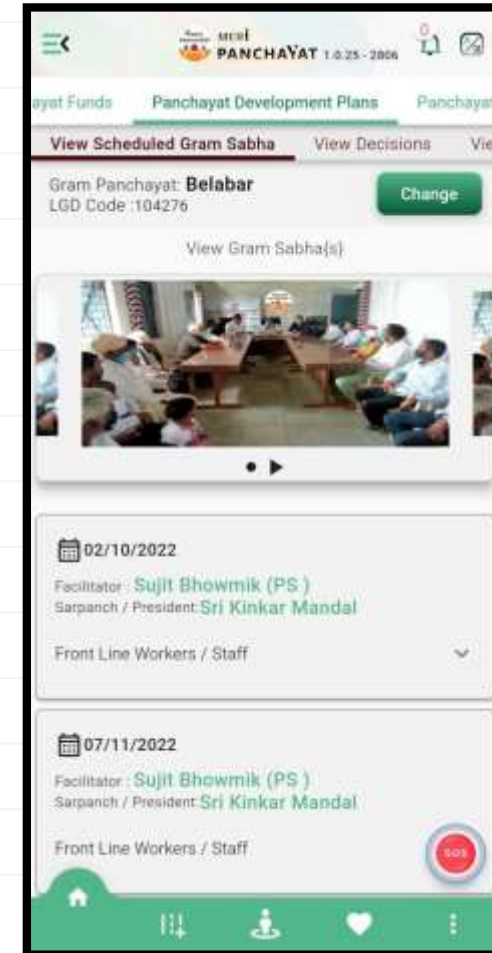 0
मेरी
PANCHAYAT 1.0.25 - 2806
ayat Funds Panchayat Development Plans Panchayat
View Scheduled Gram Sabha View Decisions Vie
Gram Panchayat: Belabar
LGD Code :104276
Change
View Gram Sabha(s)
02/10/2022
Facilitator : Sujit Bhowmik (PS )
Sarpanch / President: Sri Kinkar Mandal
Front Line Workers / Staff
07/11/2022
Facilitator : Sujit Bhowmik (PS )
Sarpanch / President: Sri Kinkar Mandal
Front Line Workers / Staff
SOS